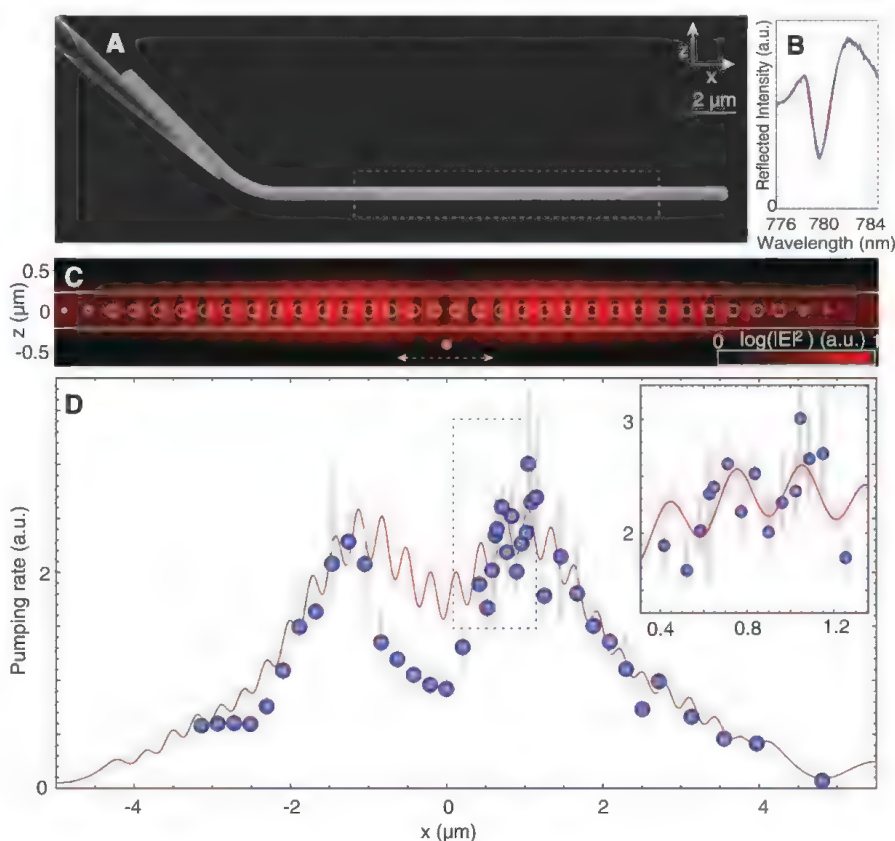 A
z
x
2 µm
B
Reflected Intensity (a.u.)
0
776 780 784
Wavelength (nm)
C
z (µm)
0.5
0
-0.5
0 log(|E|² ) (a.u.) 1
D
Pumping rate (a.u.)
2
0
-4 -2 0 2 4
x (µm)
3
2
0.4 0.8 1.2